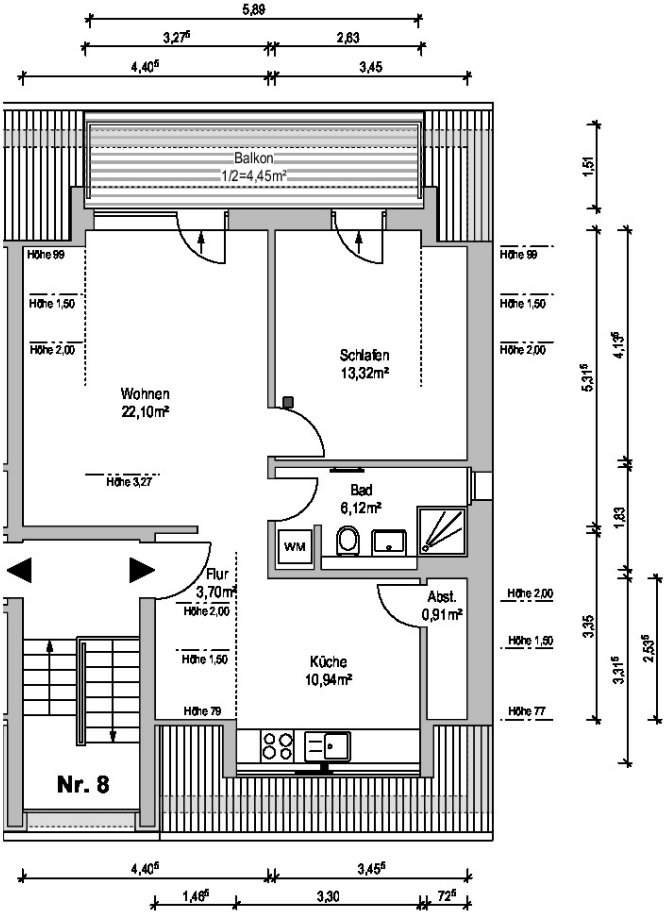 5,89
3,27⁵ 2,63
4,40⁵ 3,45
Balkon
1/2=4,45m²
1,51
Höhe 99
Höhe 99
Höhe 1,50
Höhe 1,50
Höhe 2,00
Höhe 2,00
4,13⁵
5,31⁵
Schlafen
13,32m²
Wohnen
22,10m²
Höhe 3,27
Bad
6,12m²
1,83
WM
Flur
3,70m²
Höhe 2,00
Abst.
0,91m²
Höhe 2,00
Höhe 1,50
Höhe 1,50
3,35
3,31⁵
2,53⁵
Küche
10,94m²
Höhe 79
Höhe 77
Nr. 8
4,40⁵ 3,45⁵
1,46⁵ 3,30 72⁵